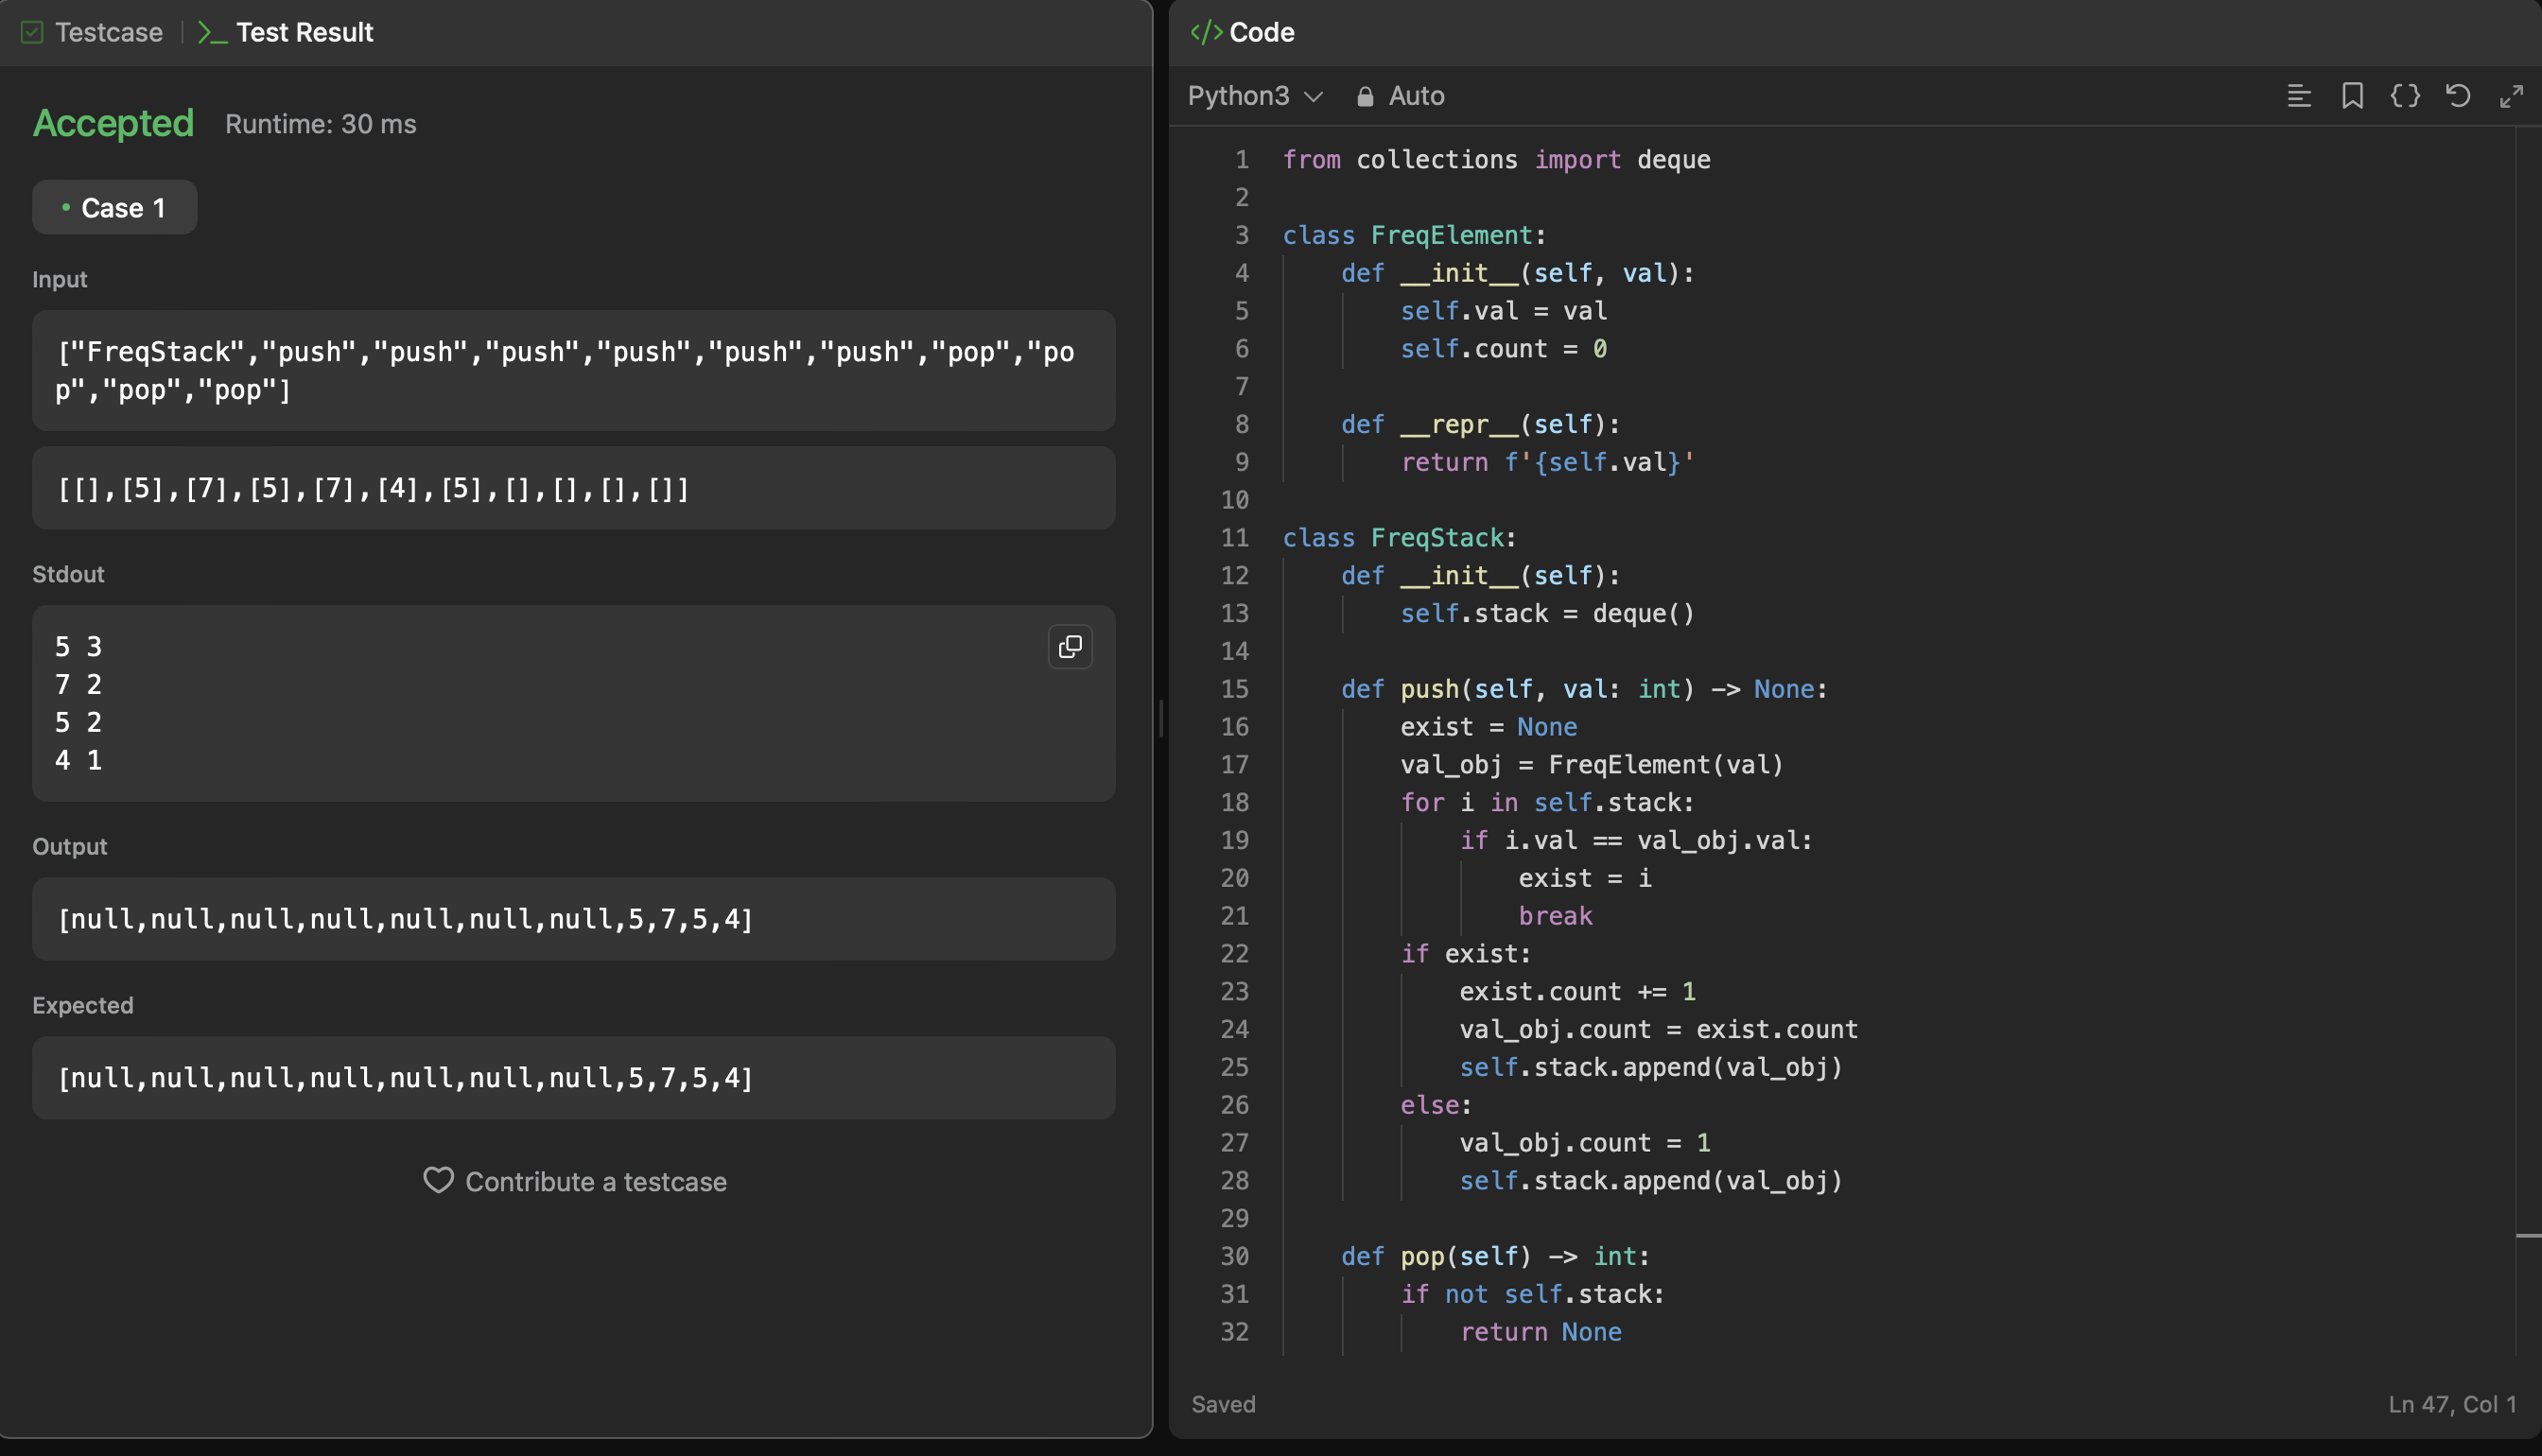 Testcase
Test Result
Accepted Runtime: 30 ms
Case 1
Input
["FreqStack","push","push","push","push","push","push","pop","po
p","pop","pop"]
[[],[5],[7],[5],[7],[4],[5],[],[],[],[]]
Stdout
5 3
7 2
5 2
4 1
Output
[null,null,null,null,null,null,null,5,7,5,4]
Expected
[null,null,null,null,null,null,null,5,7,5,4]
Contribute a testcase
</> Code
Python3 Auto
1 from collections import deque
2
3 class FreqElement:
4     def __init__(self, val):
5         self.val = val
6         self.count = 0
7
8     def __repr__(self):
9         return f'{self.val}'
10
11 class FreqStack:
12     def __init__(self):
13         self.stack = deque()
14
15     def push(self, val: int) -> None:
16         exist = None
17         val_obj = FreqElement(val)
18         for i in self.stack:
19             if i.val == val_obj.val:
20                 exist = i
21                 break
22         if exist:
23             exist.count += 1
24             val_obj.count = exist.count
25             self.stack.append(val_obj)
26         else:
27             val_obj.count = 1
28             self.stack.append(val_obj)
29
30     def pop(self) -> int:
31         if not self.stack:
32             return None
Saved
Ln 47, Col 1